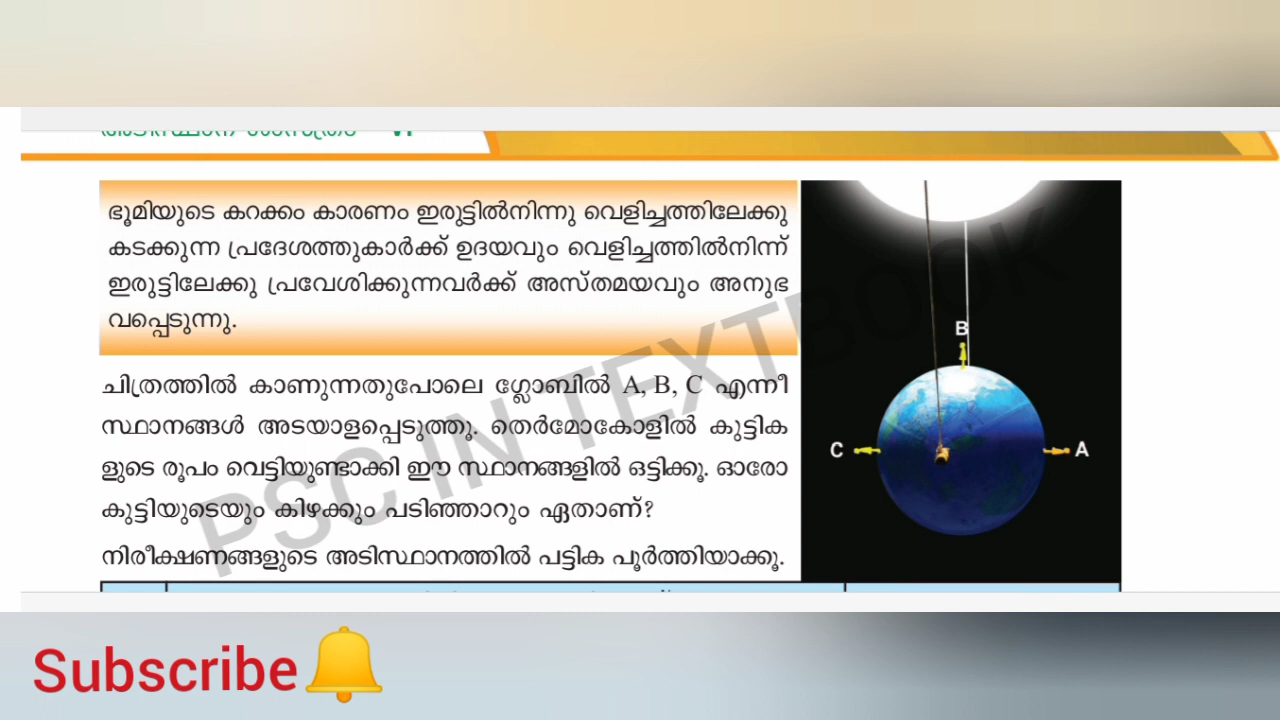 ഭൂമിയുടെ കറക്കം കാരണം ഇരുട്ടിൽനിന്നു വെളിച്ചത്തിലേക്കു
കടക്കുന്ന പ്രദേശത്തുകാർക്ക് ഉദയവും വെളിച്ചത്തിൽനിന്ന്
ഇരുട്ടിലേക്കു പ്രവേശിക്കുന്നവർക്ക് അസ്തമയവും അനുഭ
വപ്പെടുന്നു.
ചിത്രത്തിൽ കാണുന്നതുപോലെ ഗ്ലോബിൽ A, B, C എന്നീ
സ്ഥാനങ്ങൾ അടയാളപ്പെടുത്തൂ. തെർമോകോളിൽ കുട്ടിക
ളുടെ രൂപം വെട്ടിയുണ്ടാക്കി ഈ സ്ഥാനങ്ങളിൽ ഒട്ടിക്കൂ. ഓരോ
കുട്ടിയുടെയും കിഴക്കും പടിഞ്ഞാറും ഏതാണ്?
നിരീക്ഷണങ്ങളുടെ അടിസ്ഥാനത്തിൽ പട്ടിക പൂർത്തിയാക്കൂ.
B
C
A
PSC IN TEXTBOOK
Subscribe